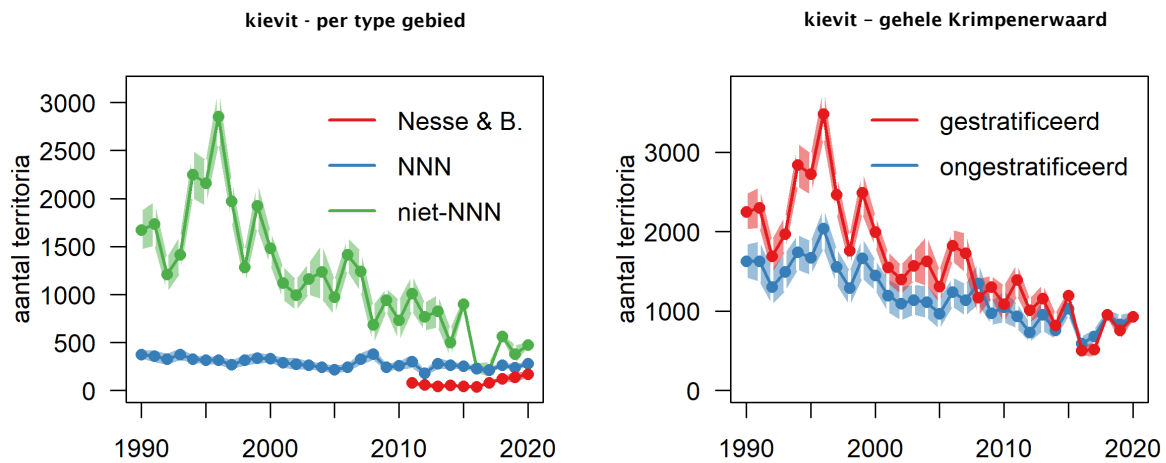 kievit - per type gebied
aantal territoria
3000
2500
2000
1500
1000
500
0
1990
2000
2010
2020
Nesse & B.
NNN
niet-NNN
kievit – gehele Krimpenerwaard
aantal territoria
3000
2000
1000
0
1990
2000
2010
2020
gestratificeerd
ongestratificeerd